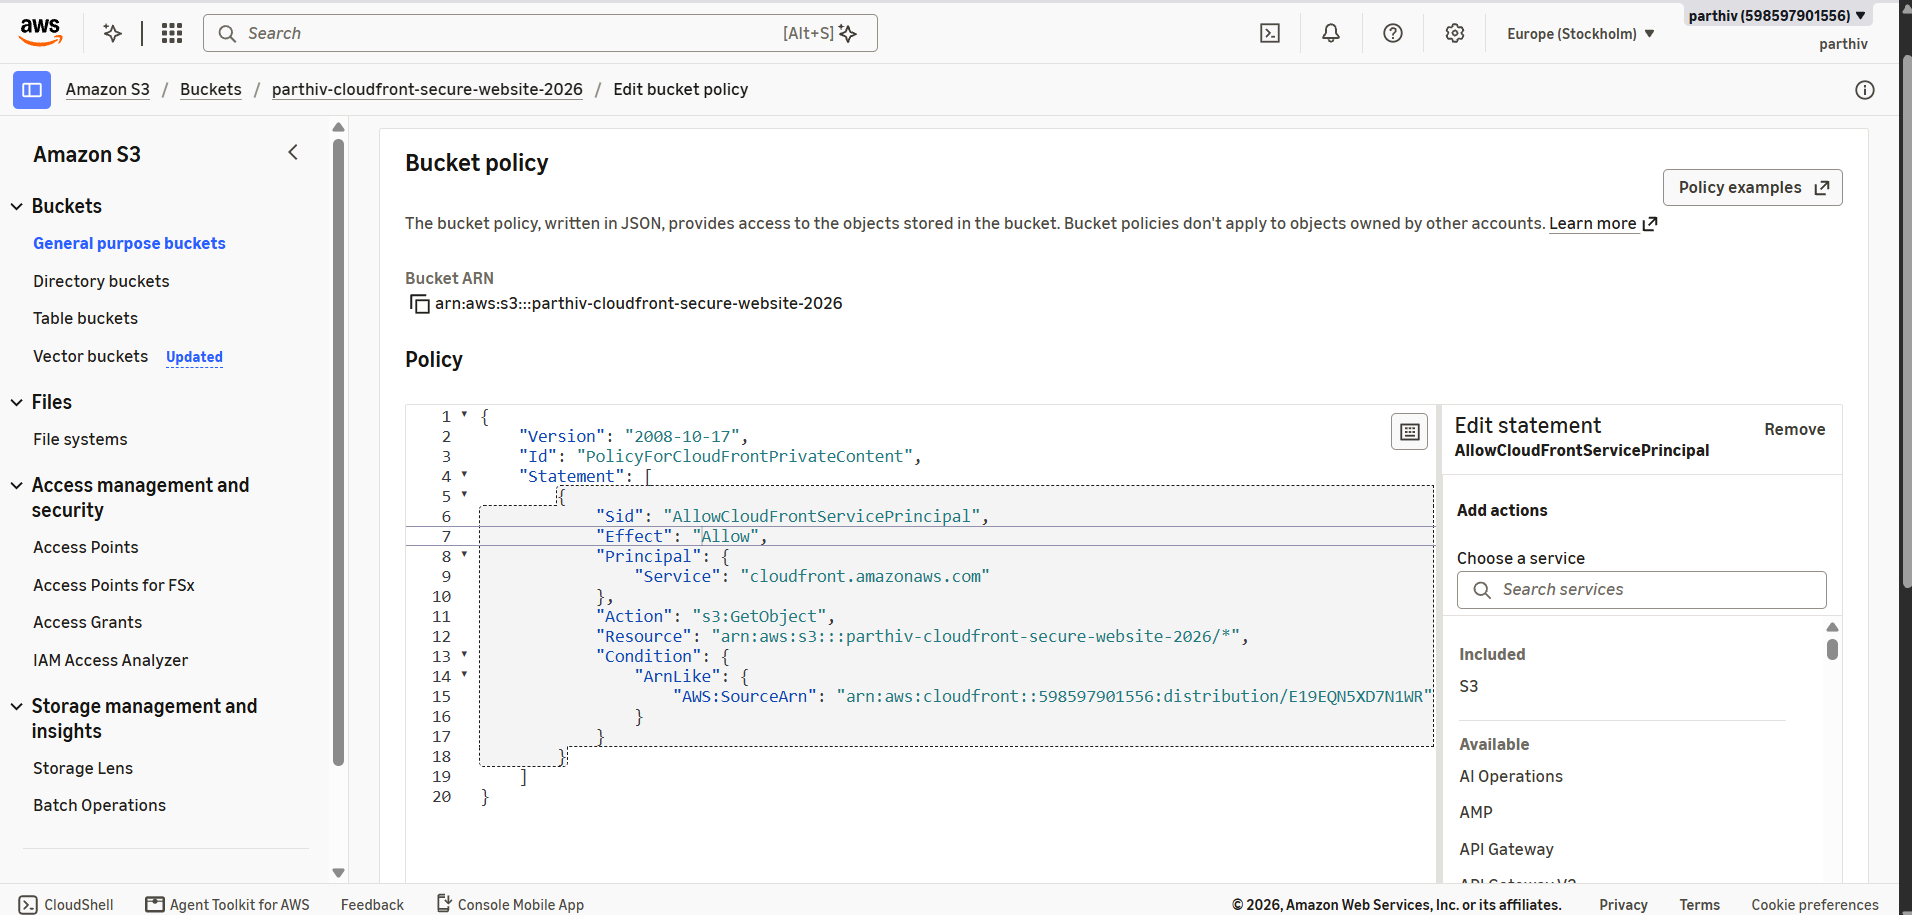 aws
Search
[Alt+S]
Europe (Stockholm)
parthiv (598597901556)
parthiv
Amazon S3 / Buckets / parthiv-cloudfront-secure-website-2026 / Edit bucket policy
Amazon S3
Buckets
General purpose buckets
Directory buckets
Table buckets
Vector buckets Updated
Files
File systems
Access management and
security
Access Points
Access Points for FSx
Access Grants
IAM Access Analyzer
Storage management and
insights
Storage Lens
Batch Operations
Bucket policy
Policy examples
The bucket policy, written in JSON, provides access to the objects stored in the bucket. Bucket policies don't apply to objects owned by other accounts. Learn more
Bucket ARN
arn:aws:s3:::parthiv-cloudfront-secure-website-2026
Policy
1 {
2 "Version": "2008-10-17",
3 "Id": "PolicyForCloudFrontPrivateContent",
4 "Statement": [
5 {
6 "Sid": "AllowCloudFrontServicePrincipal",
7 "Effect": "Allow",
8 "Principal": {
9 "Service": "cloudfront.amazonaws.com"
10 },
11 "Action": "s3:GetObject",
12 "Resource": "arn:aws:s3:::parthiv-cloudfront-secure-website-2026/*",
13 "Condition": {
14 "ArnLike": {
15 "AWS:SourceArn": "arn:aws:cloudfront::598597901556:distribution/E19EQN5XD7N1WR"
16 }
17 }
18 }
19 ]
20 }
Edit statement
Remove
AllowCloudFrontServicePrincipal
Add actions
Choose a service
Search services
Included
S3
Available
AI Operations
AMP
API Gateway
API Gateway V2
CloudShell
Agent Toolkit for AWS
Feedback
Console Mobile App
© 2026, Amazon Web Services, Inc. or its affiliates.
Privacy
Terms
Cookie preferences